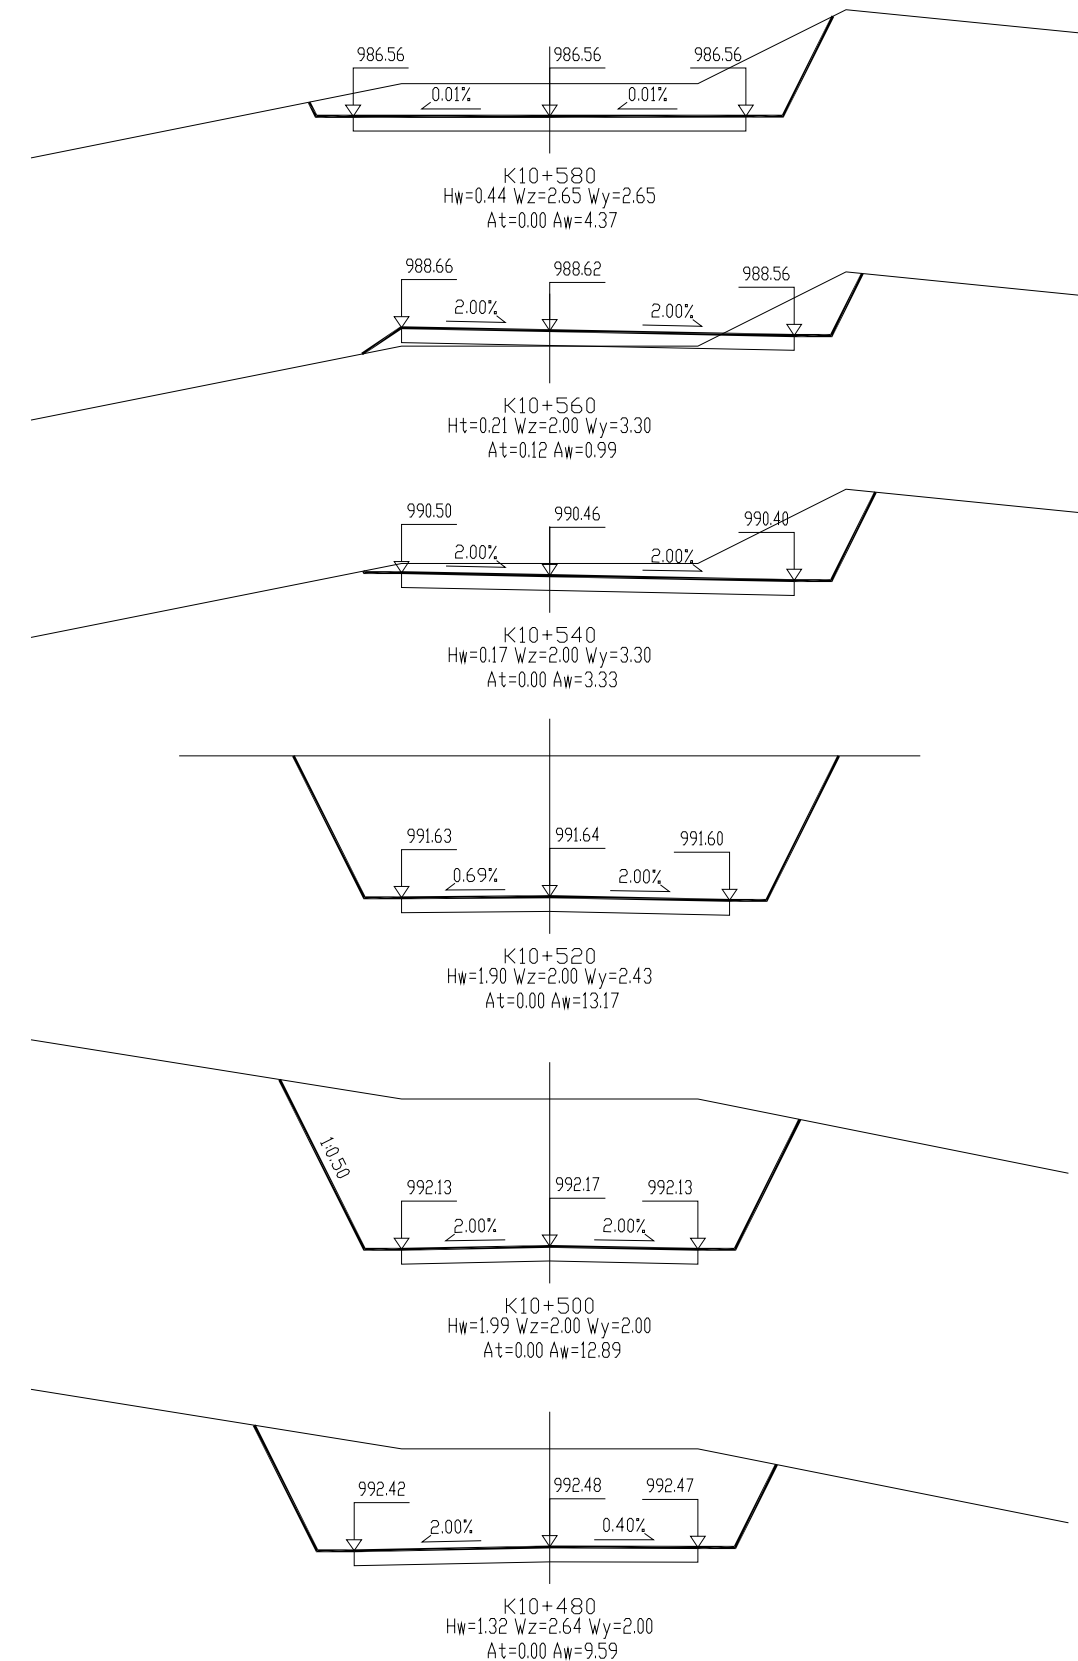 986.56 986.56 986.56
0.01% 0.01%
K10+580
Hw=0.44 Wz=2.65 Wy=2.65
At=0.00 Aw=4.37
988.66 988.62 988.56
2.00% 2.00%
K10+560
Ht=0.21 Wz=2.00 Wy=3.30
At=0.12 Aw=0.99
990.50 990.46 990.40
2.00% 2.00%
K10+540
Hw=0.17 Wz=2.00 Wy=3.30
At=0.00 Aw=3.33
991.63 991.64 991.60
0.69% 2.00%
K10+520
Hw=1.90 Wz=2.00 Wy=2.43
At=0.00 Aw=13.17
1:0.50
992.13 992.17 992.13
2.00% 2.00%
K10+500
Hw=1.99 Wz=2.00 Wy=2.00
At=0.00 Aw=12.89
992.42 992.48 992.47
2.00% 0.40%
K10+480
Hw=1.32 Wz=2.64 Wy=2.00
At=0.00 Aw=9.59